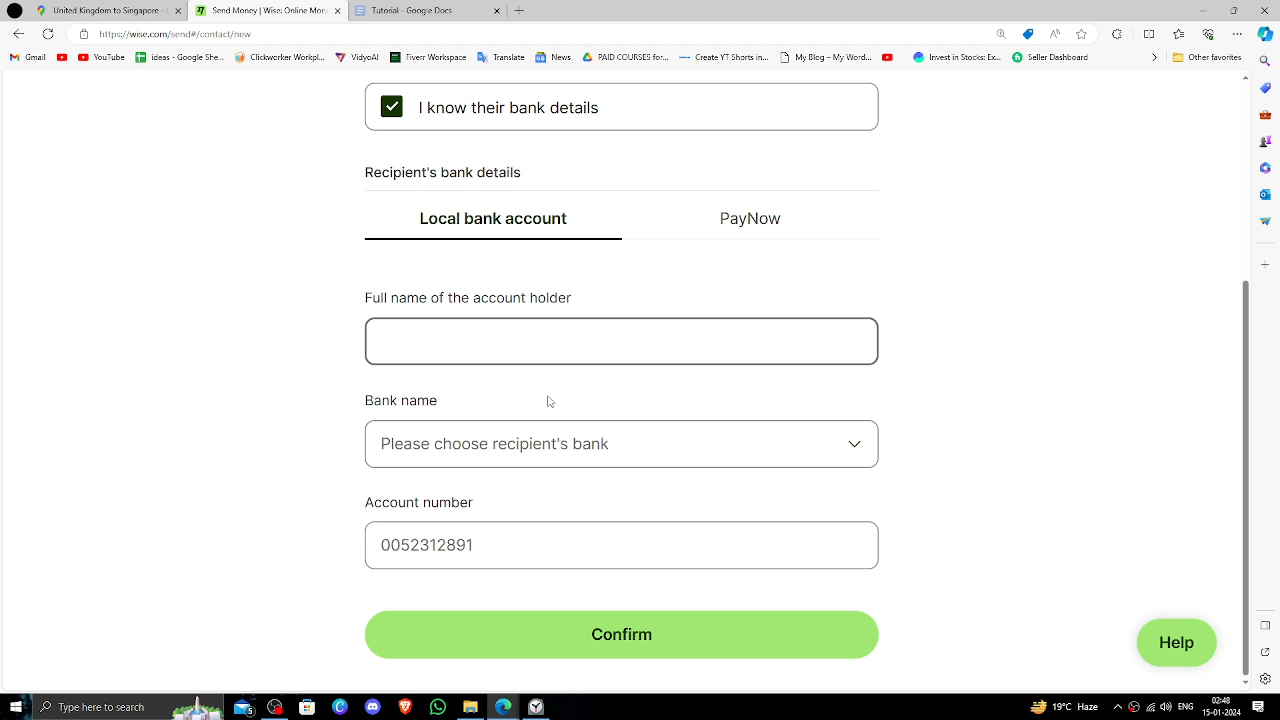 United Kingdom to Singapore -
Send Money | Wise: Online Mon
Tutorial - Google Docs
https://wise.com/send#/contact/new
Gmail
YouTube
Ideas - Google She...
Clickworker Workpl...
VidyoAI
Fiverr Workspace
Translate
News
PAID COURSES for...
Create YT Shorts in...
My Blog – My Word...
Invest in Stocks: Ex...
Seller Dashboard
Other favorites
I know their bank details
Recipient's bank details
Local bank account
PayNow
Full name of the account holder
Bank name
Please choose recipient's bank
Account number
0052312891
Confirm
Help
Type here to search
5
19°C Haze
ENG
02:48
15-01-2024